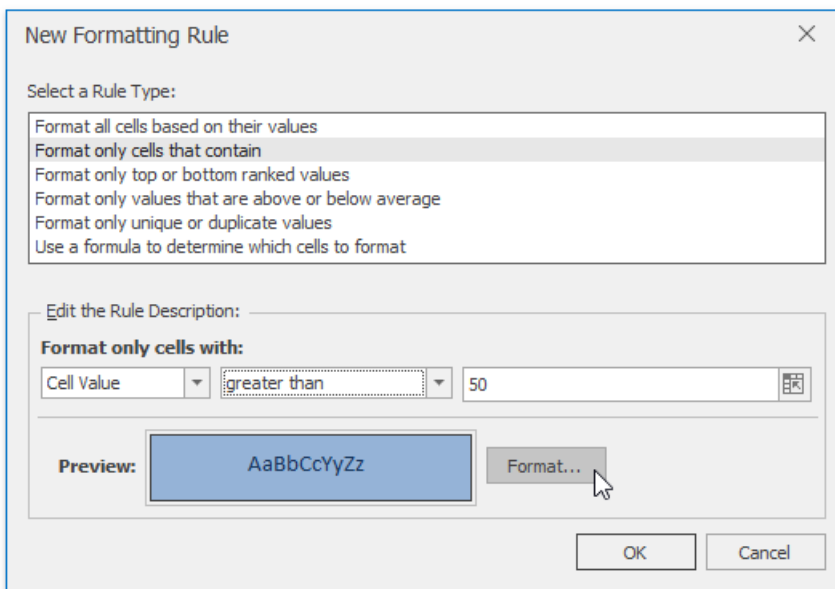 New Formatting Rule
Select a Rule Type:
Format all cells based on their values
Format only cells that contain
Format only top or bottom ranked values
Format only values that are above or below average
Format only unique or duplicate values
Use a formula to determine which cells to format
Edit the Rule Description:
Format only cells with:
Cell Value greater than 50
Preview: AaBbCcYyZz Format...
OK Cancel